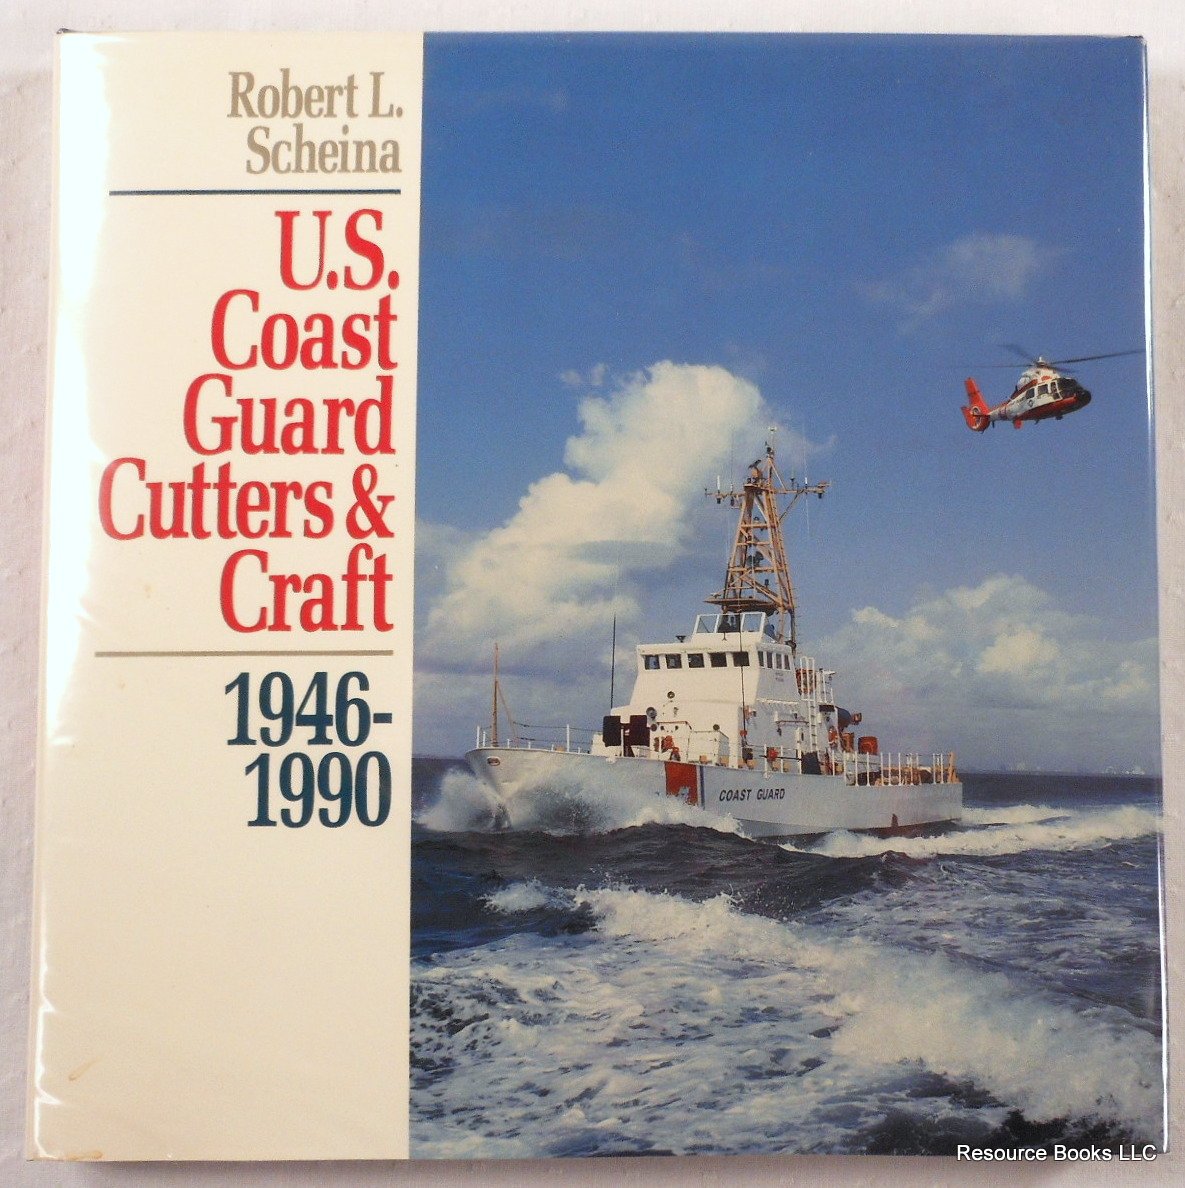 Robert L.
Scheina
U.S.
Coast
Guard
Cutters &
Craft
1946-
1990
COAST GUARD
Resource Books LLC